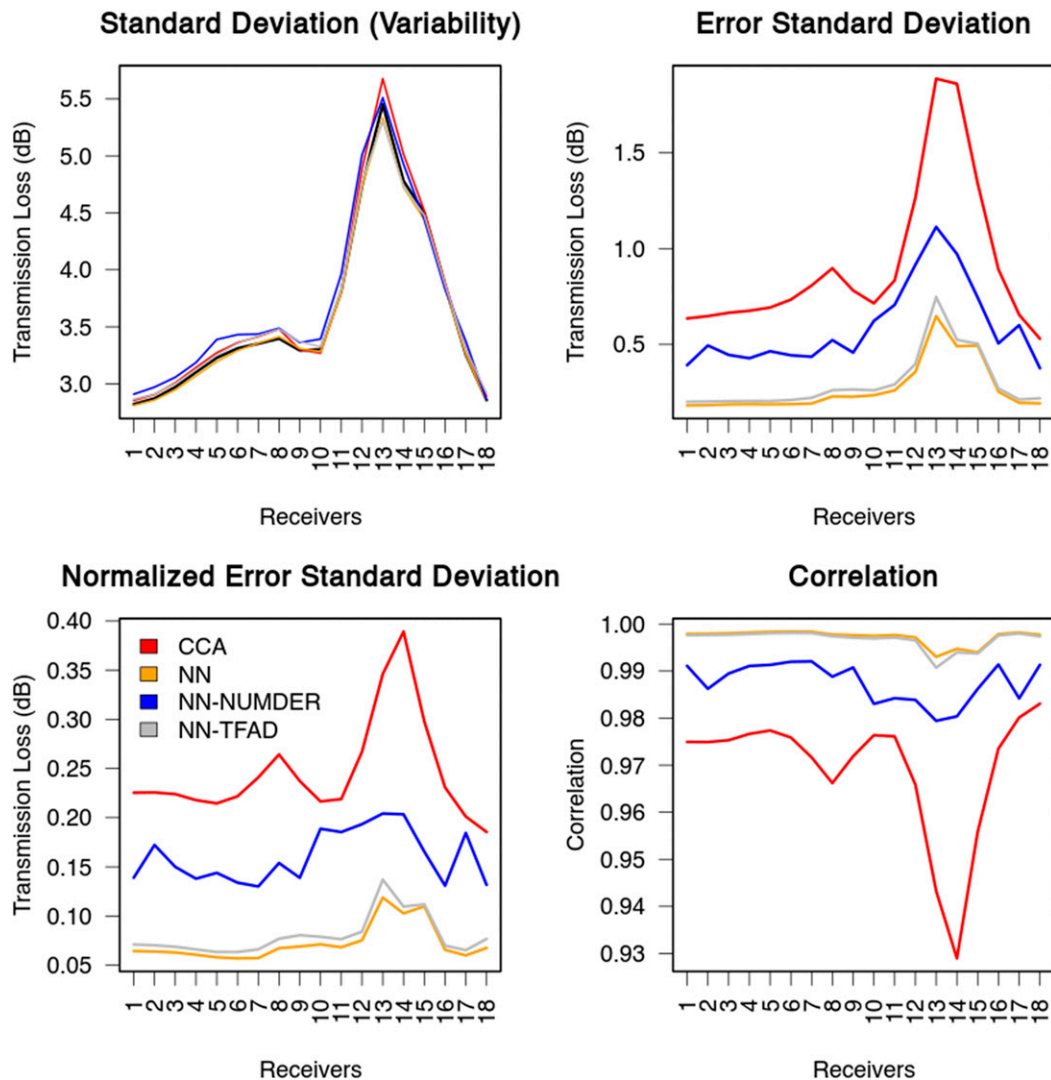 Standard Deviation (Variability)
Transmission Loss (dB)
5.5
5.0
4.5
4.0
3.5
3.0
1 2 3 4 5 6 7 8 9 10 11 12 13 14 15 16 17 18
Receivers
Error Standard Deviation
Transmission Loss (dB)
1.5
1.0
0.5
1 2 3 4 5 6 7 8 9 10 11 12 13 14 15 16 17 18
Receivers
Normalized Error Standard Deviation
Transmission Loss (dB)
0.40
0.35
0.30
0.25
0.20
0.15
0.10
0.05
CCA
NN
NN-NUMDER
NN-TFAD
1 2 3 4 5 6 7 8 9 10 11 12 13 14 15 16 17 18
Receivers
Correlation
Correlation
1.00
0.99
0.98
0.97
0.96
0.95
0.94
0.93
1 2 3 4 5 6 7 8 9 10 11 12 13 14 15 16 17 18
Receivers